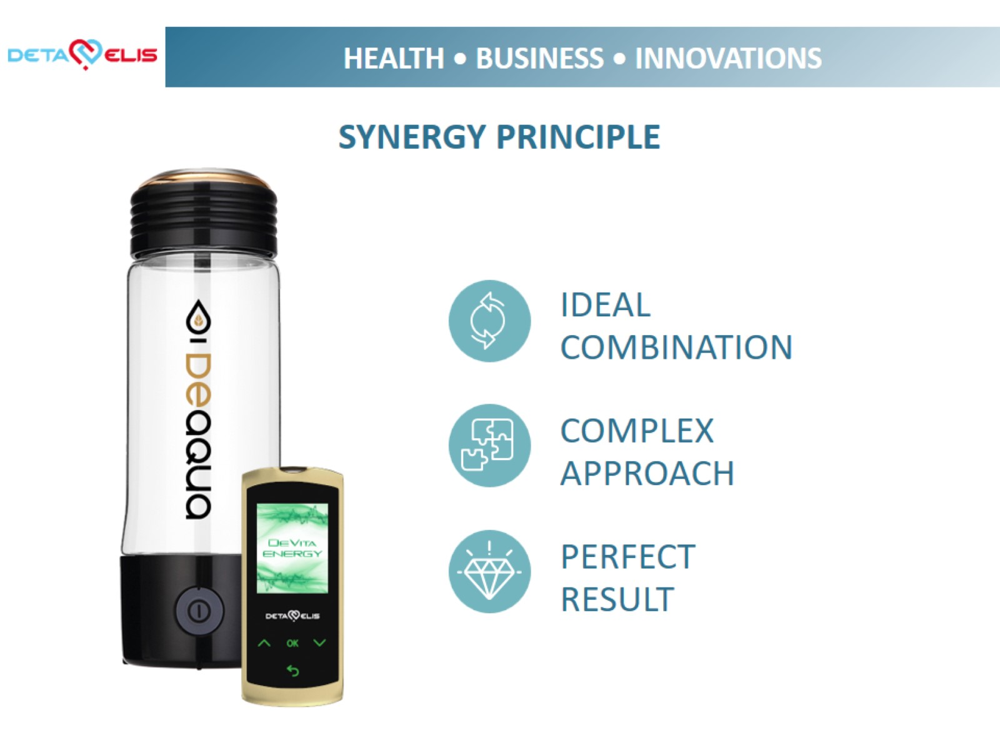 DETA ELIS
HEALTH • BUSINESS • INNOVATIONS
SYNERGY PRINCIPLE
DeAQUA
DEVITA
ENERGY
DETA ELIS
OK
IDEAL
COMBINATION
COMPLEX
APPROACH
PERFECT
RESULT